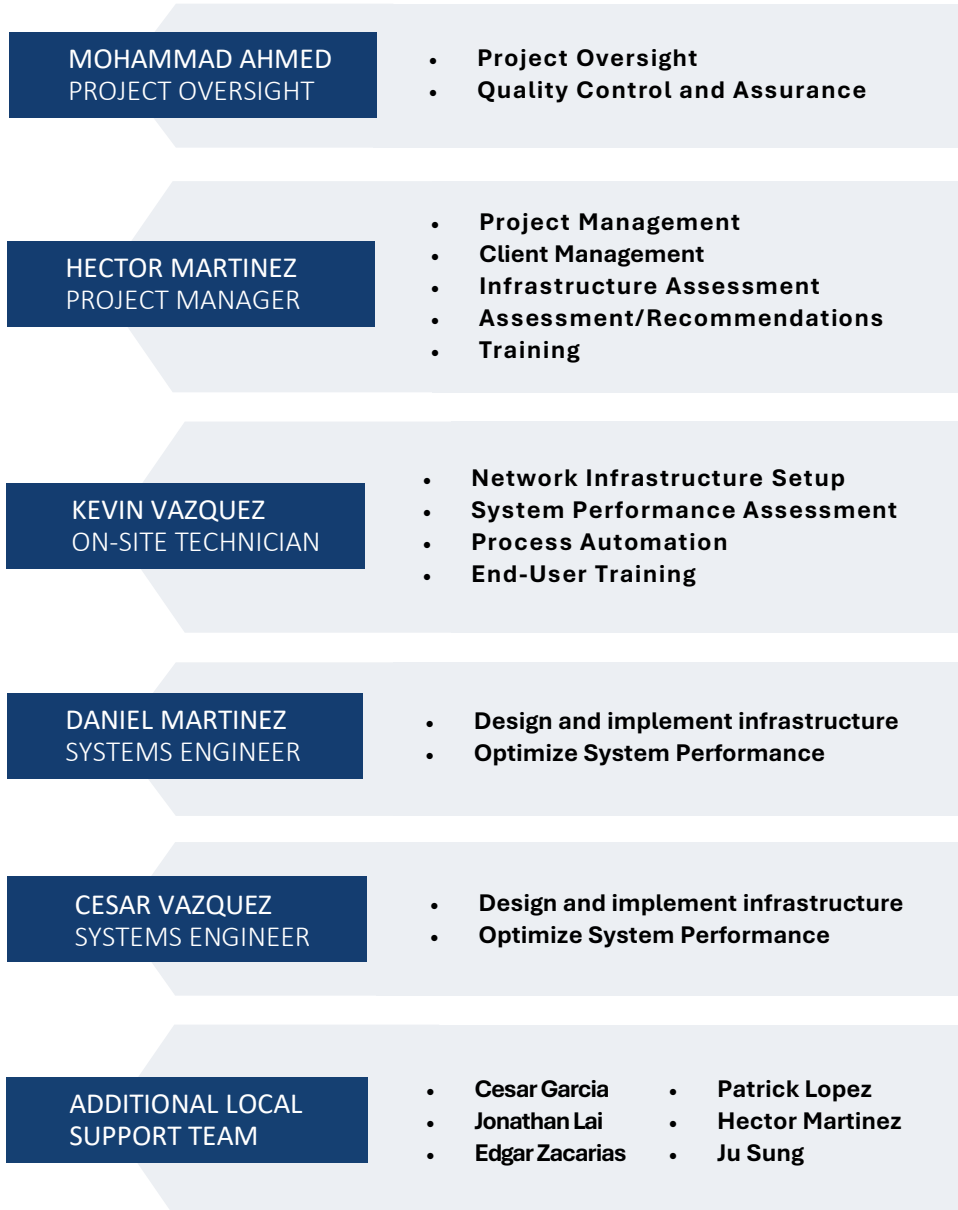 MOHAMMAD AHMED
PROJECT OVERSIGHT
• Project Oversight
• Quality Control and Assurance
HECTOR MARTINEZ
PROJECT MANAGER
• Project Management
• Client Management
• Infrastructure Assessment
• Assessment/Recommendations
• Training
KEVIN VAZQUEZ
ON-SITE TECHNICIAN
• Network Infrastructure Setup
• System Performance Assessment
• Process Automation
• End-User Training
DANIEL MARTINEZ
SYSTEMS ENGINEER
• Design and implement infrastructure
• Optimize System Performance
CESAR VAZQUEZ
SYSTEMS ENGINEER
• Design and implement infrastructure
• Optimize System Performance
ADDITIONAL LOCAL
SUPPORT TEAM
• Cesar Garcia
• Jonathan Lai
• Edgar Zacarias
• Patrick Lopez
• Hector Martinez
• Ju Sung